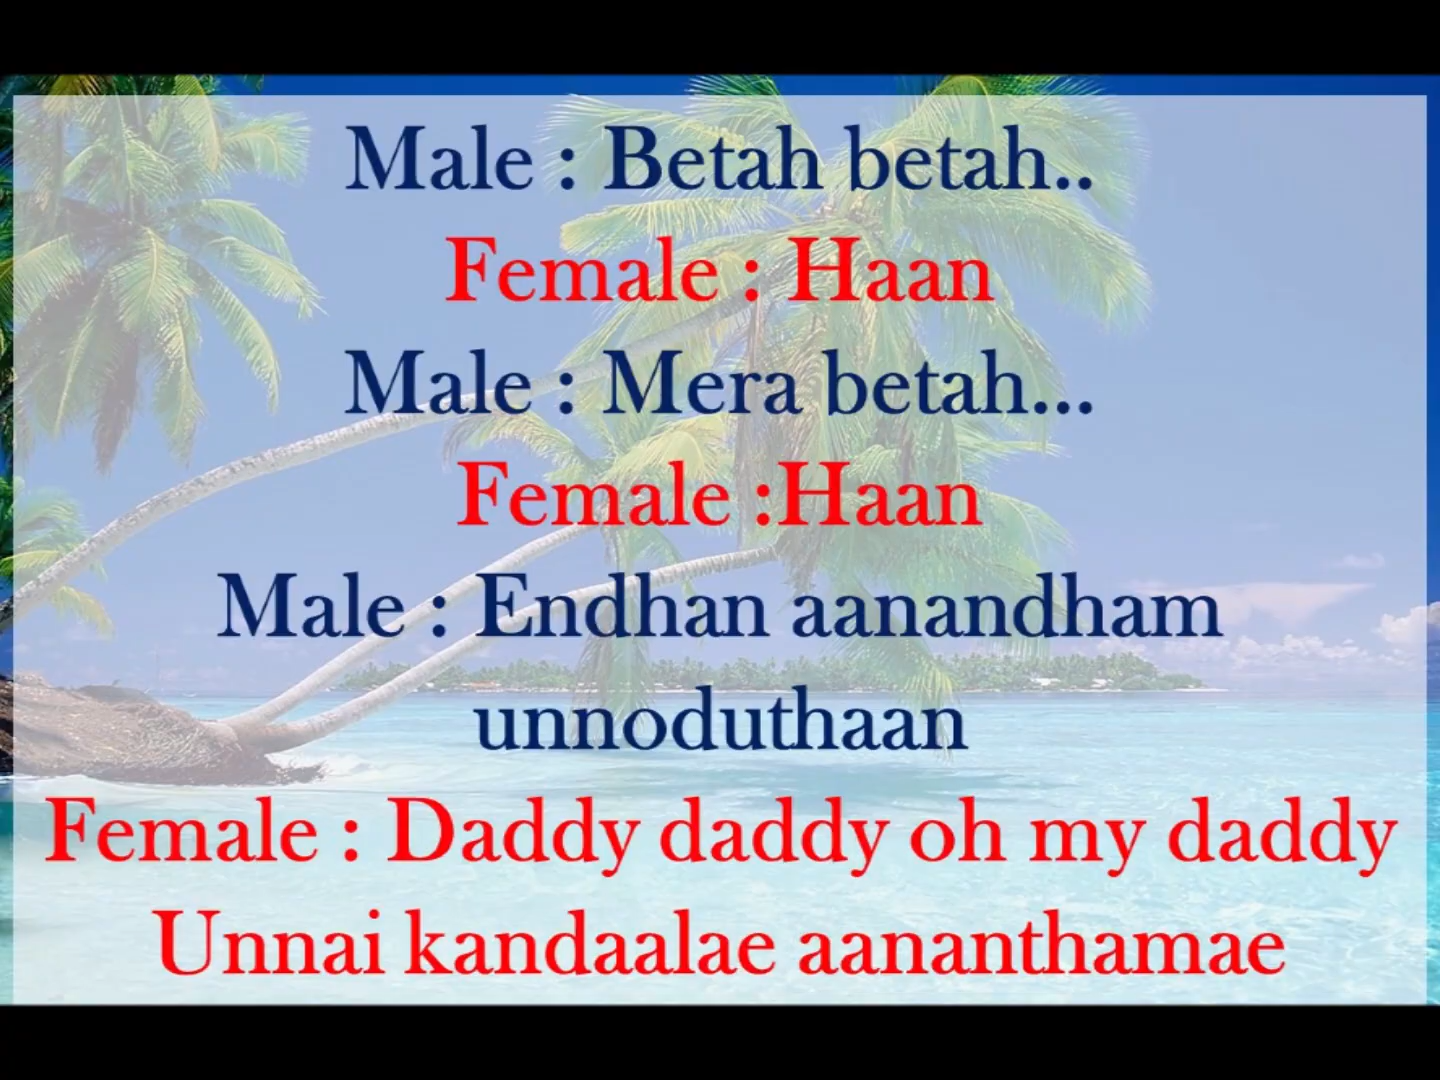 Male : Betah betah..
Female : Haan
Male : Mera betah...
Female :Haan
Male : Endhan aanandham
unnoduthaan
Female : Daddy daddy oh my daddy
Unnai kandaalae aananthamae